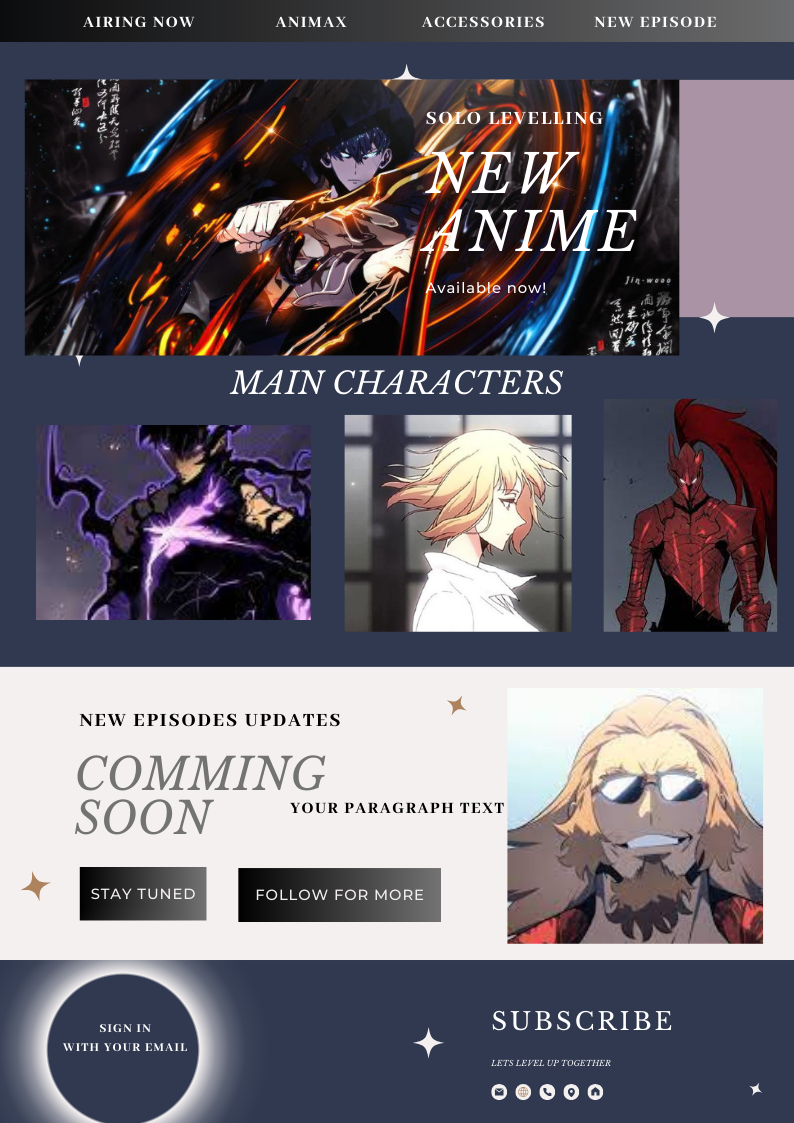 AIRING NOW
ANIMAX
ACCESSORIES
NEW EPISODE
SOLO LEVELLING
NEW
ANIME
Available now!
Jin-woo
MAIN CHARACTERS
NEW EPISODES UPDATES
COMMING
SOON
YOUR PARAGRAPH TEXT
STAY TUNED
FOLLOW FOR MORE
SIGN IN
WITH YOUR EMAIL
SUBSCRIBE
LETS LEVEL UP TOGETHER